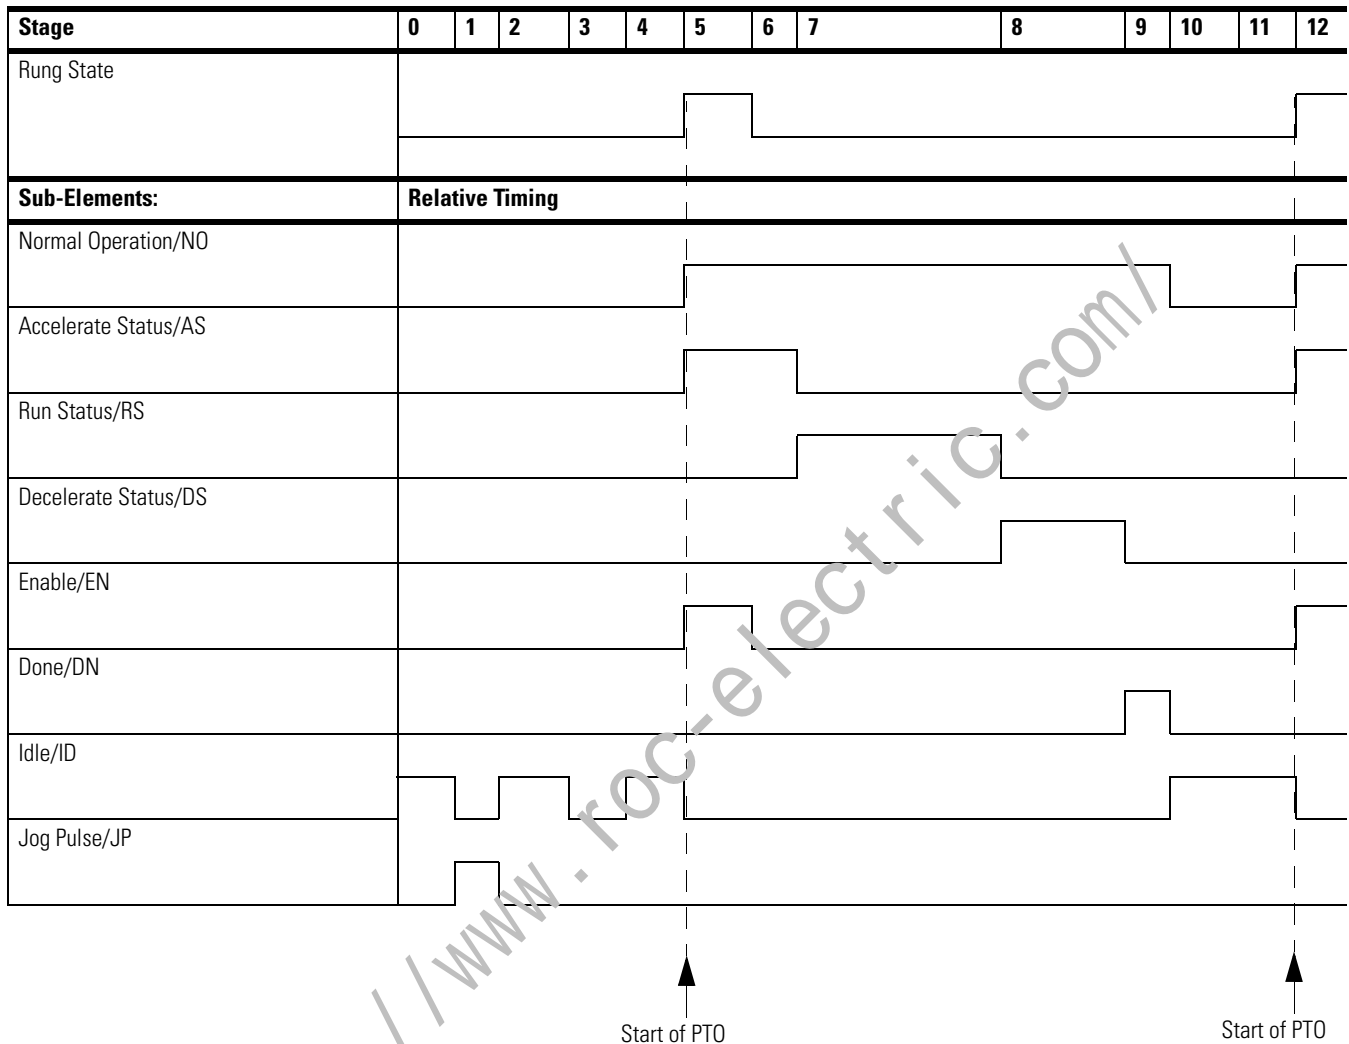 Stage 0 1 2 3 4 5 6 7 8 9 10 11 12
Rung State
Sub-Elements: Relative Timing
Normal Operation/NO
Accelerate Status/AS
Run Status/RS
Decelerate Status/DS
Enable/EN
Done/DN
Idle/ID
Jog Pulse/JP
Start of PTO Start of PTO
//www.roc-electric.com/